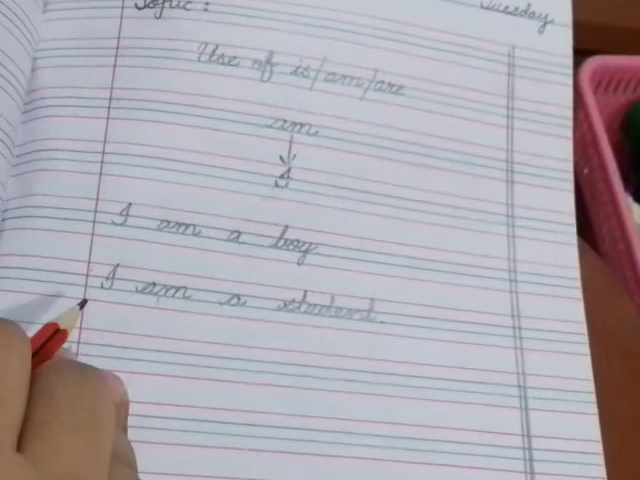 Topic :
Tuesday
Use of is/am/are
am
↓
I
I am a boy
I am a student.